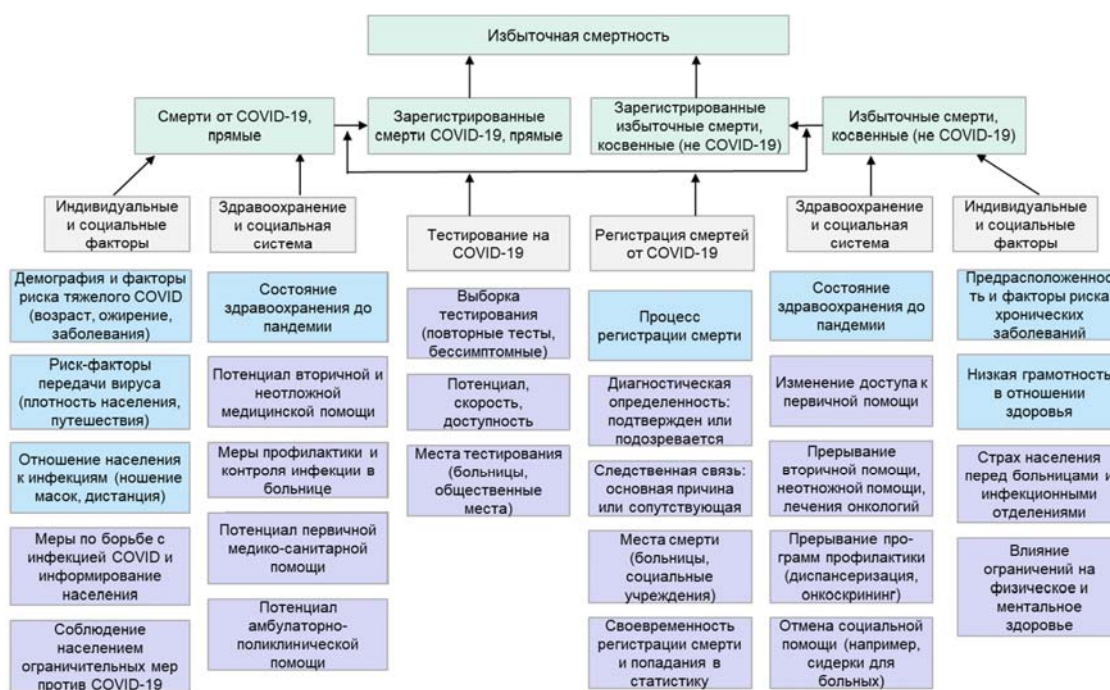 Избыточная смертность
Смерти от COVID-19,
прямые
Зарегистрированные
смерти COVID-19, прямые
Зарегистрированные
избыточные смерти,
косвенные (не COVID-19)
Избыточные смерти,
косвенные (не COVID-19)
Индивидуальные
и социальные
факторы
Здравоохранение
и социальная
система
Тестирование на
COVID-19
Регистрация смертей
от COVID-19
Здравоохранение
и социальная
система
Индивидуальные
и социальные
факторы
Демография и факторы
риска тяжелого COVID
(возраст, ожирение,
заболевания)
Риск-факторы
передачи вируса
(плотность населения,
путешествия)
Отношение населения
к инфекциям (ношение
масок, дистанция)
Меры по борьбе с
инфекцией COVID и
информирование
населения
Соблюдение
населением
ограничительных мер
против COVID-19
Состояние
здравоохранения до
пандемии
Потенциал вторичной и
неотложной
медицинской помощи
Меры профилактики и
контроля инфекции в
больнице
Потенциал первичной
медико-санитарной
помощи
Потенциал
амбулаторно-
поликлинической
помощи
Выборка
тестирования
(повторные тесты,
бессимптомные)
Потенциал,
скорость,
доступность
Места тестирования
(больницы,
общественные
места)
Процесс
регистрации смерти
Диагностическая
определенность:
подтвержден или
подозревается
Следственная связь:
основная причина
или сопутствующая
Места смерти
(больницы,
социальные
учреждения)
Своевременность
регистрации смерти
и попадания в
статистику
Состояние
здравоохранения до
пандемии
Изменение доступа к
первичной помощи
Прерывание
вторичной помощи,
неотножной помощи,
лечения онкологий
Прерывание про-
грамм профилактики
(диспансеризация,
онкоскрининг)
Отмена социальной
помощи (например,
сидерки для
больных)
Предрасположеннос
ть и факторы риска
хронических
заболеваний
Низкая грамотность
в отношении
здоровья
Страх населения
перед больницами и
инфекционными
отделениями
Влияние
ограничений на
физическое и
ментальное
здоровье